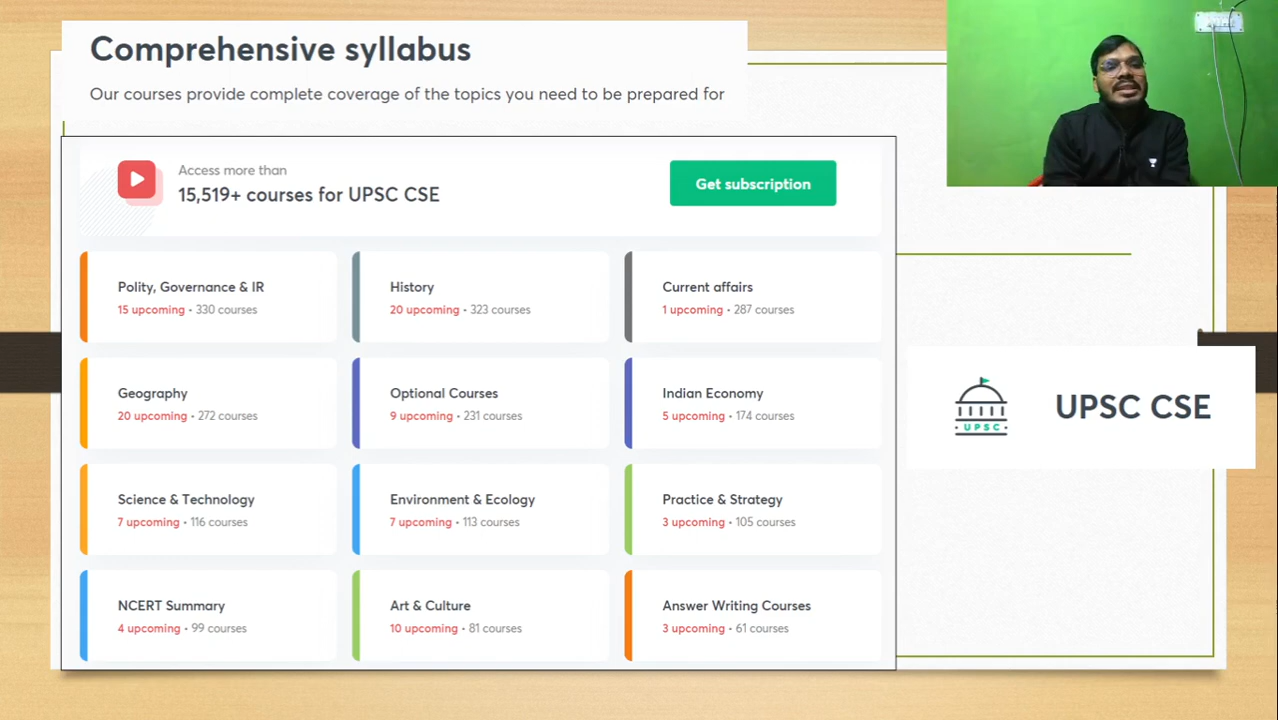 Comprehensive syllabus
Our courses provide complete coverage of the topics you need to be prepared for
Access more than
15,519+ courses for UPSC CSE
Get subscription
Polity, Governance & IR
15 upcoming • 330 courses
History
20 upcoming • 323 courses
Current affairs
1 upcoming • 287 courses
Geography
20 upcoming • 272 courses
Optional Courses
9 upcoming • 231 courses
Indian Economy
5 upcoming • 174 courses
Science & Technology
7 upcoming • 116 courses
Environment & Ecology
7 upcoming • 113 courses
Practice & Strategy
3 upcoming • 105 courses
NCERT Summary
4 upcoming • 99 courses
Art & Culture
10 upcoming • 81 courses
Answer Writing Courses
3 upcoming • 61 courses
UPSC
UPSC CSE